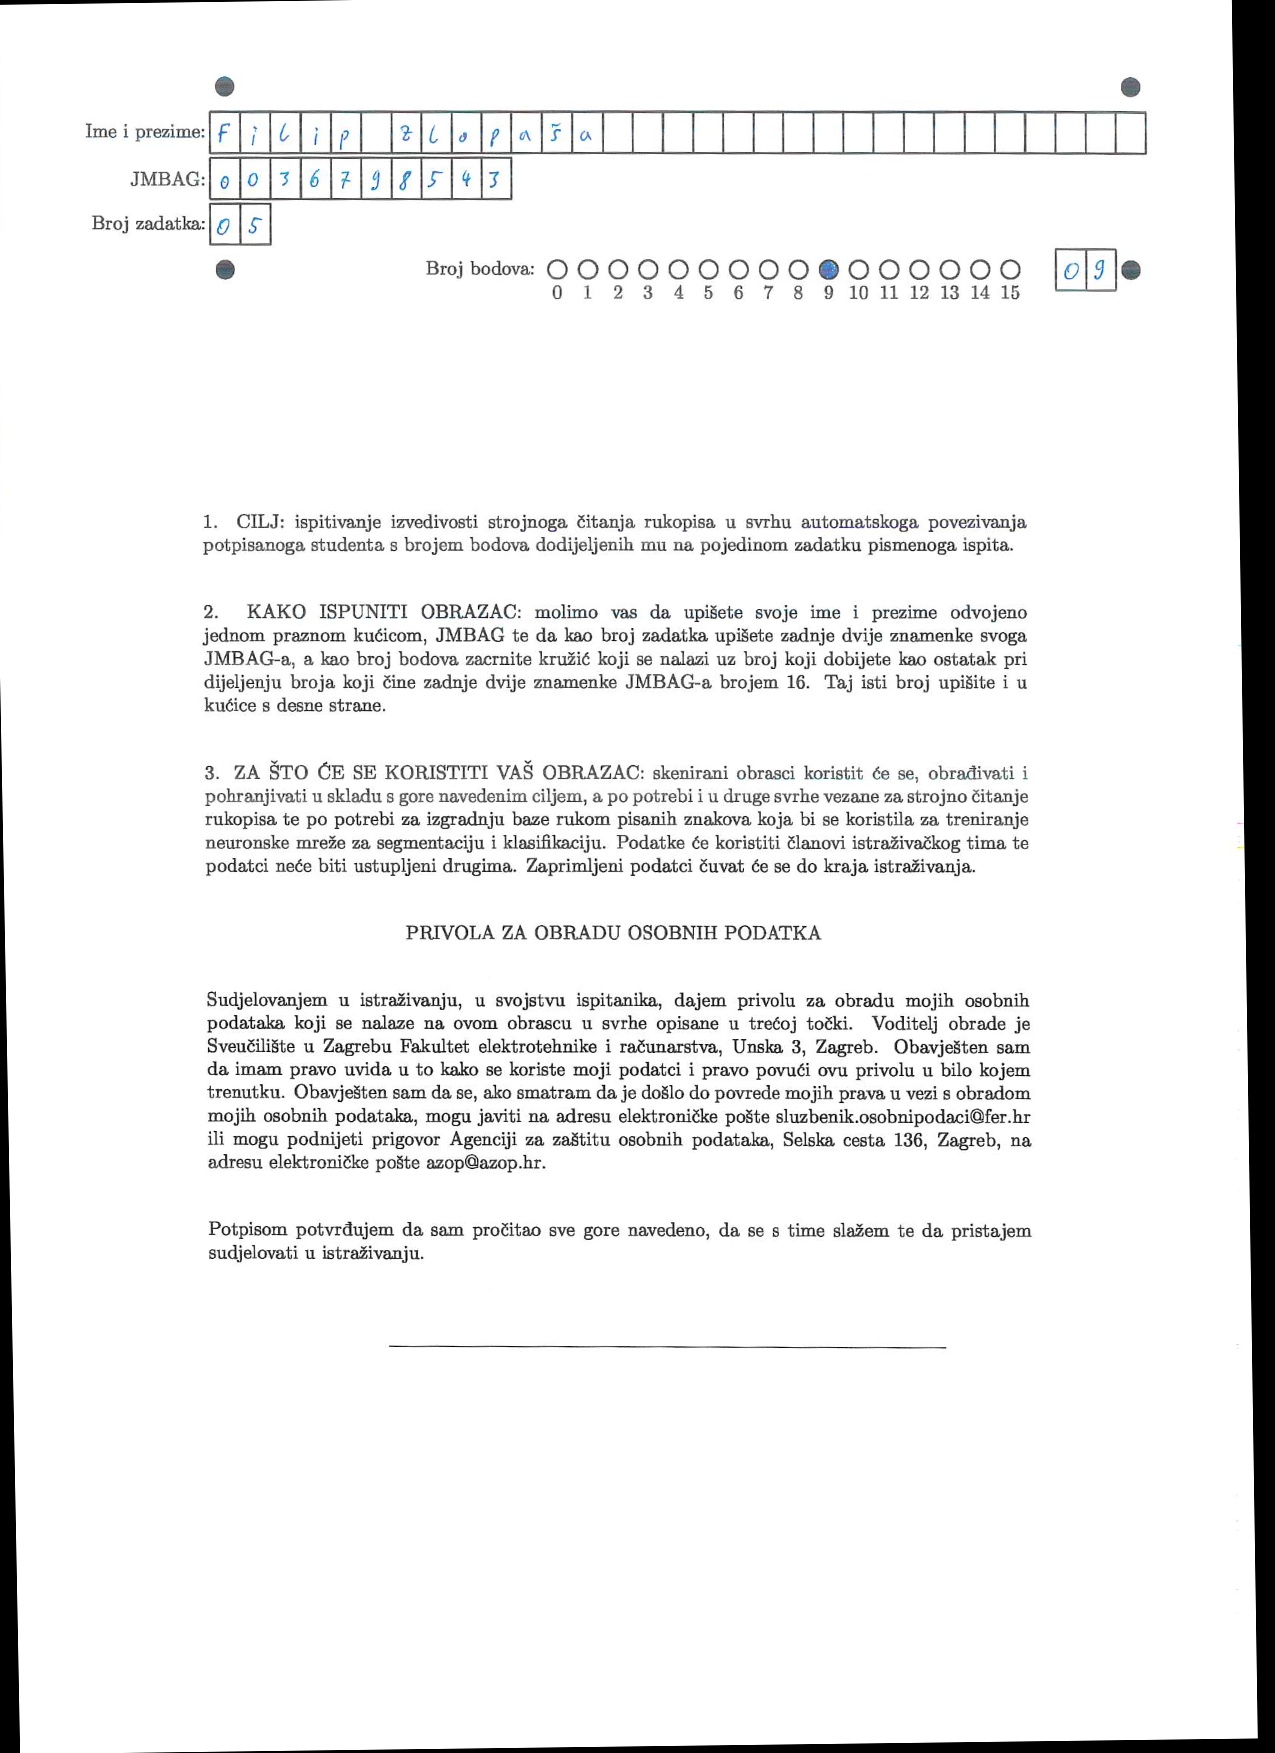 Ime i prezime: Filip Zlopaša
JMBAG: 0036798543
Broj zadatka: 05
Broj bodova: 09
0 1 2 3 4 5 6 7 8 9 10 11 12 13 14 15
1. CILJ: ispitivanje izvedivosti strojnoga čitanja rukopisa u svrhu automatskoga povezivanja
potpisanoga studenta s brojem bodova dodijeljenih mu na pojedinom zadatku pismenoga ispita.
2. KAKO ISPUNITI OBRAZAC: molimo vas da upišete svoje ime i prezime odvojeno
jednom praznom kućicom, JMBAG te da kao broj zadatka upišete zadnje dvije znamenke svoga
JMBAG-a, a kao broj bodova zacrnite kružić koji se nalazi uz broj koji dobijete kao ostatak pri
dijeljenju broja koji čine zadnje dvije znamenke JMBAG-a brojem 16. Taj isti broj upišite i u
kućice s desne strane.
3. ZA ŠTO ĆE SE KORISTITI VAŠ OBRAZAC: skenirani obrasci koristit će se, obrađivati i
pohranjivati u skladu s gore navedenim ciljem, a po potrebi i u druge svrhe vezane za strojno čitanje
rukopisa te po potrebi za izgradnju baze rukom pisanih znakova koja bi se koristila za treniranje
neuronske mreže za segmentaciju i klasifikaciju. Podatke će koristiti članovi istraživačkog tima te
podatci neće biti ustupljeni drugima. Zaprimljeni podatci čuvat će se do kraja istraživanja.
PRIVOLA ZA OBRADU OSOBNIH PODATKA
Sudjelovanjem u istraživanju, u svojstvu ispitanika, dajem privolu za obradu mojih osobnih
podataka koji se nalaze na ovom obrascu u svrhe opisane u trećoj točki. Voditelj obrade je
Sveučilište u Zagrebu Fakultet elektrotehnike i računarstva, Unska 3, Zagreb. Obavješten sam
da imam pravo uvida u to kako se koriste moji podatci i pravo povući ovu privolu u bilo kojem
trenutku. Obavješten sam da se, ako smatram da je došlo do povrede mojih prava u vezi s obradom
mojih osobnih podataka, mogu javiti na adresu elektroničke pošte sluzbenik.osobnipodaci@fer.hr
ili mogu podnijeti prigovor Agenciji za zaštitu osobnih podataka, Selska cesta 136, Zagreb, na
adresu elektroničke pošte azop@azop.hr.
Potpisom potvrđujem da sam pročitao sve gore navedeno, da se s time slažem te da pristajem
sudjelovati u istraživanju.